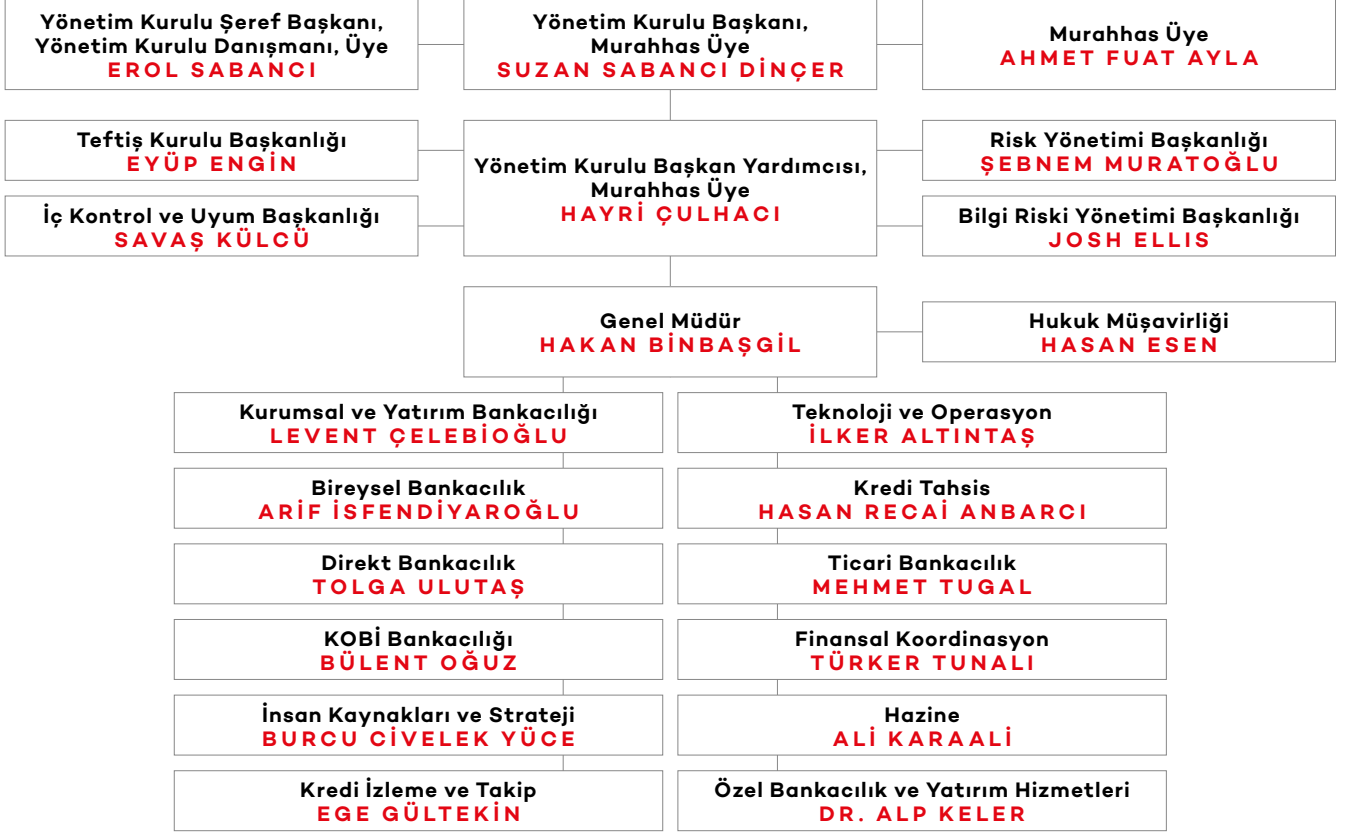 Yönetim Kurulu Şeref Başkanı,
Yönetim Kurulu Danışmanı, Üye
EROL SABANCI
Yönetim Kurulu Başkanı,
Murahhas Üye
SUZAN SABANCI DİNÇER
Murahhas Üye
AHMET FUAT AYLA
Teftiş Kurulu Başkanlığı
EYÜP ENGİN
Yönetim Kurulu Başkan Yardımcısı,
Murahhas Üye
HAYRİ ÇULHACI
Risk Yönetimi Başkanlığı
ŞEBNEM MURATOĞLU
İç Kontrol ve Uyum Başkanlığı
SAVAŞ KÜLCÜ
Bilgi Riski Yönetimi Başkanlığı
JOSH ELLIS
Genel Müdür
HAKAN BİNBAŞGİL
Hukuk Müşavirliği
HASAN ESEN
Kurumsal ve Yatırım Bankacılığı
LEVENT ÇELEBİOĞLU
Teknoloji ve Operasyon
İLKER ALTINTAŞ
Bireysel Bankacılık
ARİF İSFENDİYAROĞLU
Kredi Tahsis
HASAN RECAİ ANBARCI
Direkt Bankacılık
TOLGA ULUTAŞ
Ticari Bankacılık
MEHMET TUGAL
KOBİ Bankacılığı
BÜLENT OĞUZ
Finansal Koordinasyon
TÜRKER TUNALI
İnsan Kaynakları ve Strateji
BURCU CİVELEK YÜCE
Hazine
ALİ KARAALİ
Kredi İzleme ve Takip
EGE GÜLTEKİN
Özel Bankacılık ve Yatırım Hizmetleri
DR. ALP KELER